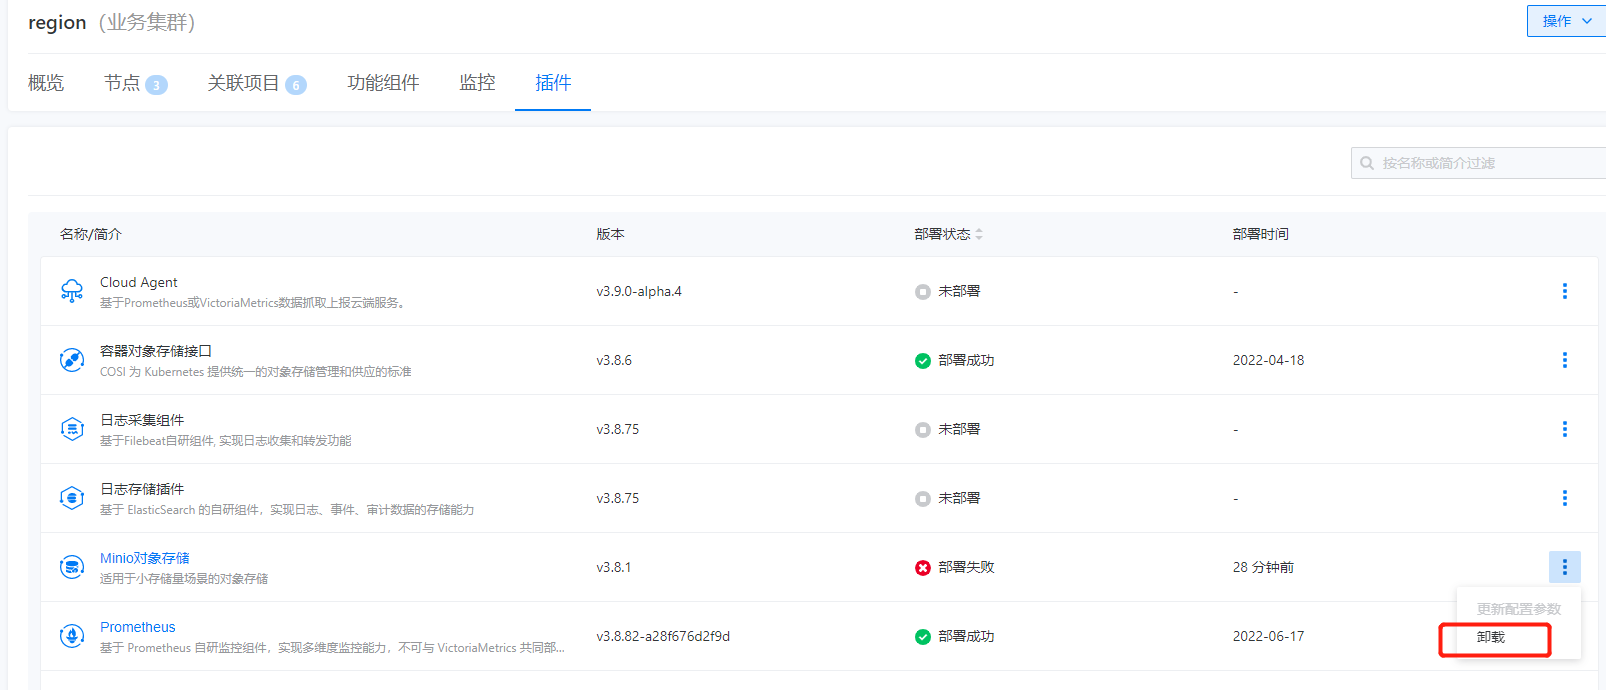 region （业务集群）
操作
概览 节点 3 关联项目 6 功能组件 监控 插件
按名称或简介过滤
名称/简介 版本 部署状态 部署时间
Cloud Agent
基于Prometheus或VictoriaMetrics数据抓取上报云端服务。
v3.9.0-alpha.4 未部署 -
容器对象存储接口
COSI 为 Kubernetes 提供统一的对象存储管理和供应的标准
v3.8.6 部署成功 2022-04-18
日志采集组件
基于Filebeat自研组件, 实现日志收集和转发功能
v3.8.75 未部署 -
日志存储插件
基于 ElasticSearch 的自研组件，实现日志、事件、审计数据的存储能力
v3.8.75 未部署 -
Minio对象存储
适用于小存储量场景的对象存储
v3.8.1 部署失败 28 分钟前
更新配置参数
卸载
Prometheus
基于 Prometheus 自研监控组件，实现多维度监控能力，不可与 VictoriaMetrics 共同部...
v3.8.82-a28f676d2f9d 部署成功 2022-06-17